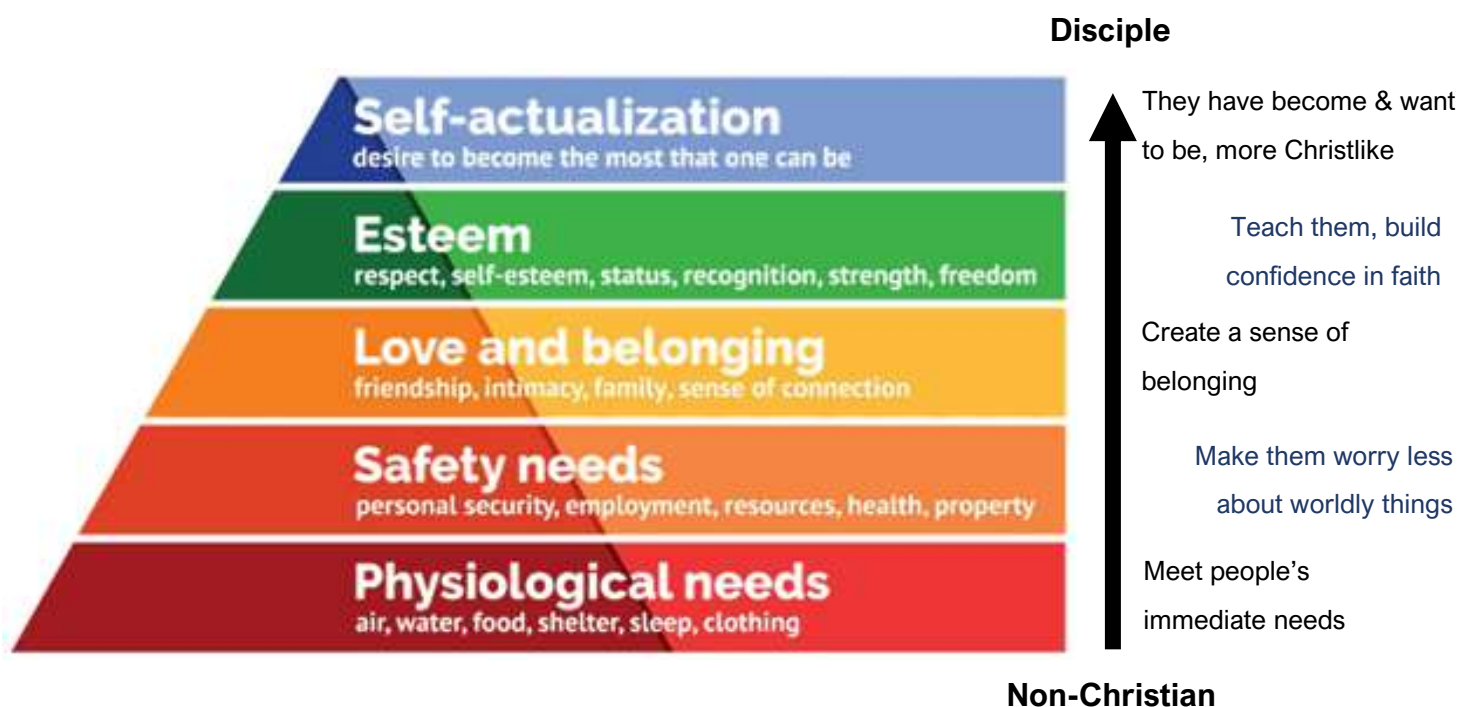 Disciple
Self-actualization
desire to become the most that one can be
They have become & want
to be, more Christlike
Esteem
respect, self-esteem, status, recognition, strength, freedom
Teach them, build
confidence in faith
Love and belonging
friendship, intimacy, family, sense of connection
Create a sense of
belonging
Safety needs
personal security, employment, resources, health, property
Make them worry less
about worldly things
Physiological needs
air, water, food, shelter, sleep, clothing
Meet people’s
immediate needs
Non-Christian